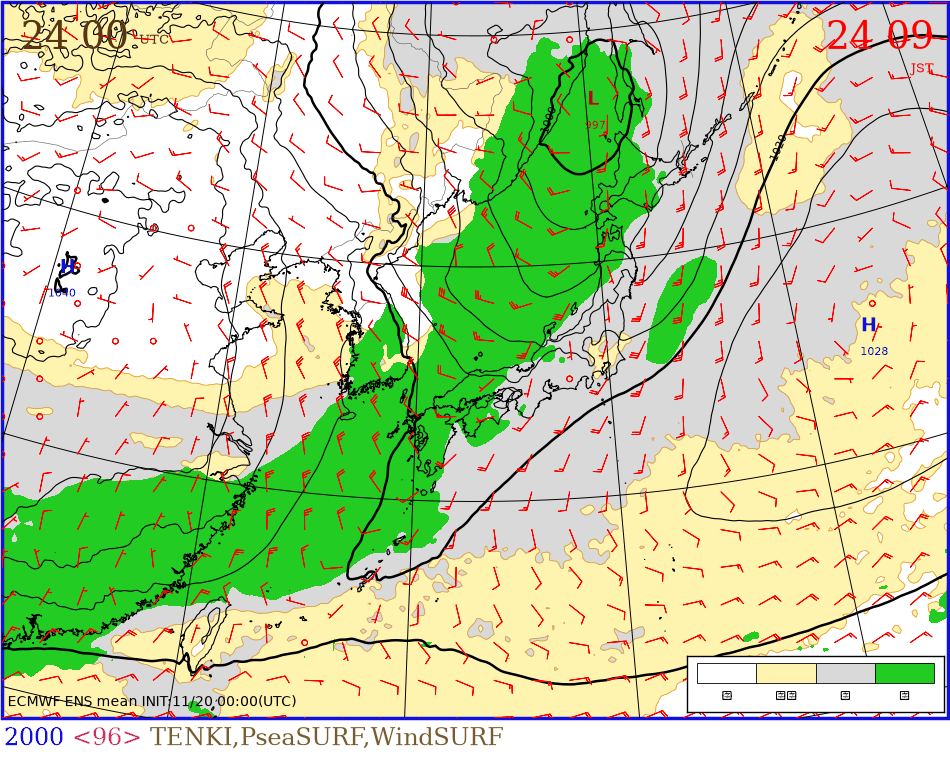 24 00 UTC
24 09
JST
L
997
1000
1020
H
1040
H
1028
ECMWF ENS mean INIT:11/20 00:00(UTC)
2000 <96> TENKI,PseaSURF,WindSURF